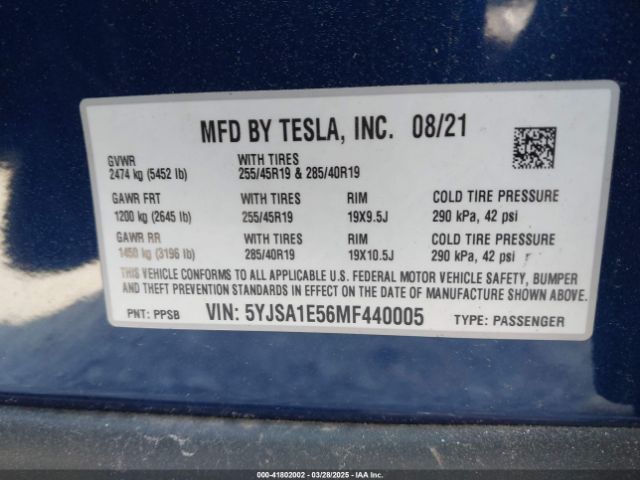 MFD BY TESLA, INC. 08/21
GVWR WITH TIRES
2474 kg (5452 lb) 255/45R19 & 285/40R19
GAWR FRT WITH TIRES RIM COLD TIRE PRESSURE
1200 kg (2645 lb) 255/45R19 19X9.5J 290 kPa, 42 psi
GAWR RR WITH TIRES RIM COLD TIRE PRESSURE
1450 kg (3196 lb) 285/40R19 19X10.5J 290 kPa, 42 psi
THIS VEHICLE CONFORMS TO ALL APPLICABLE U.S. FEDERAL MOTOR VEHICLE SAFETY, BUMPER
AND THEFT PREVENTION STANDARDS IN EFFECT ON THE DATE OF MANUFACTURE SHOWN ABOVE.
PNT: PPSB VIN: 5YJSA1E56MF440005 TYPE: PASSENGER
000-41802002 | 03/28/2025 | IAAI.COM